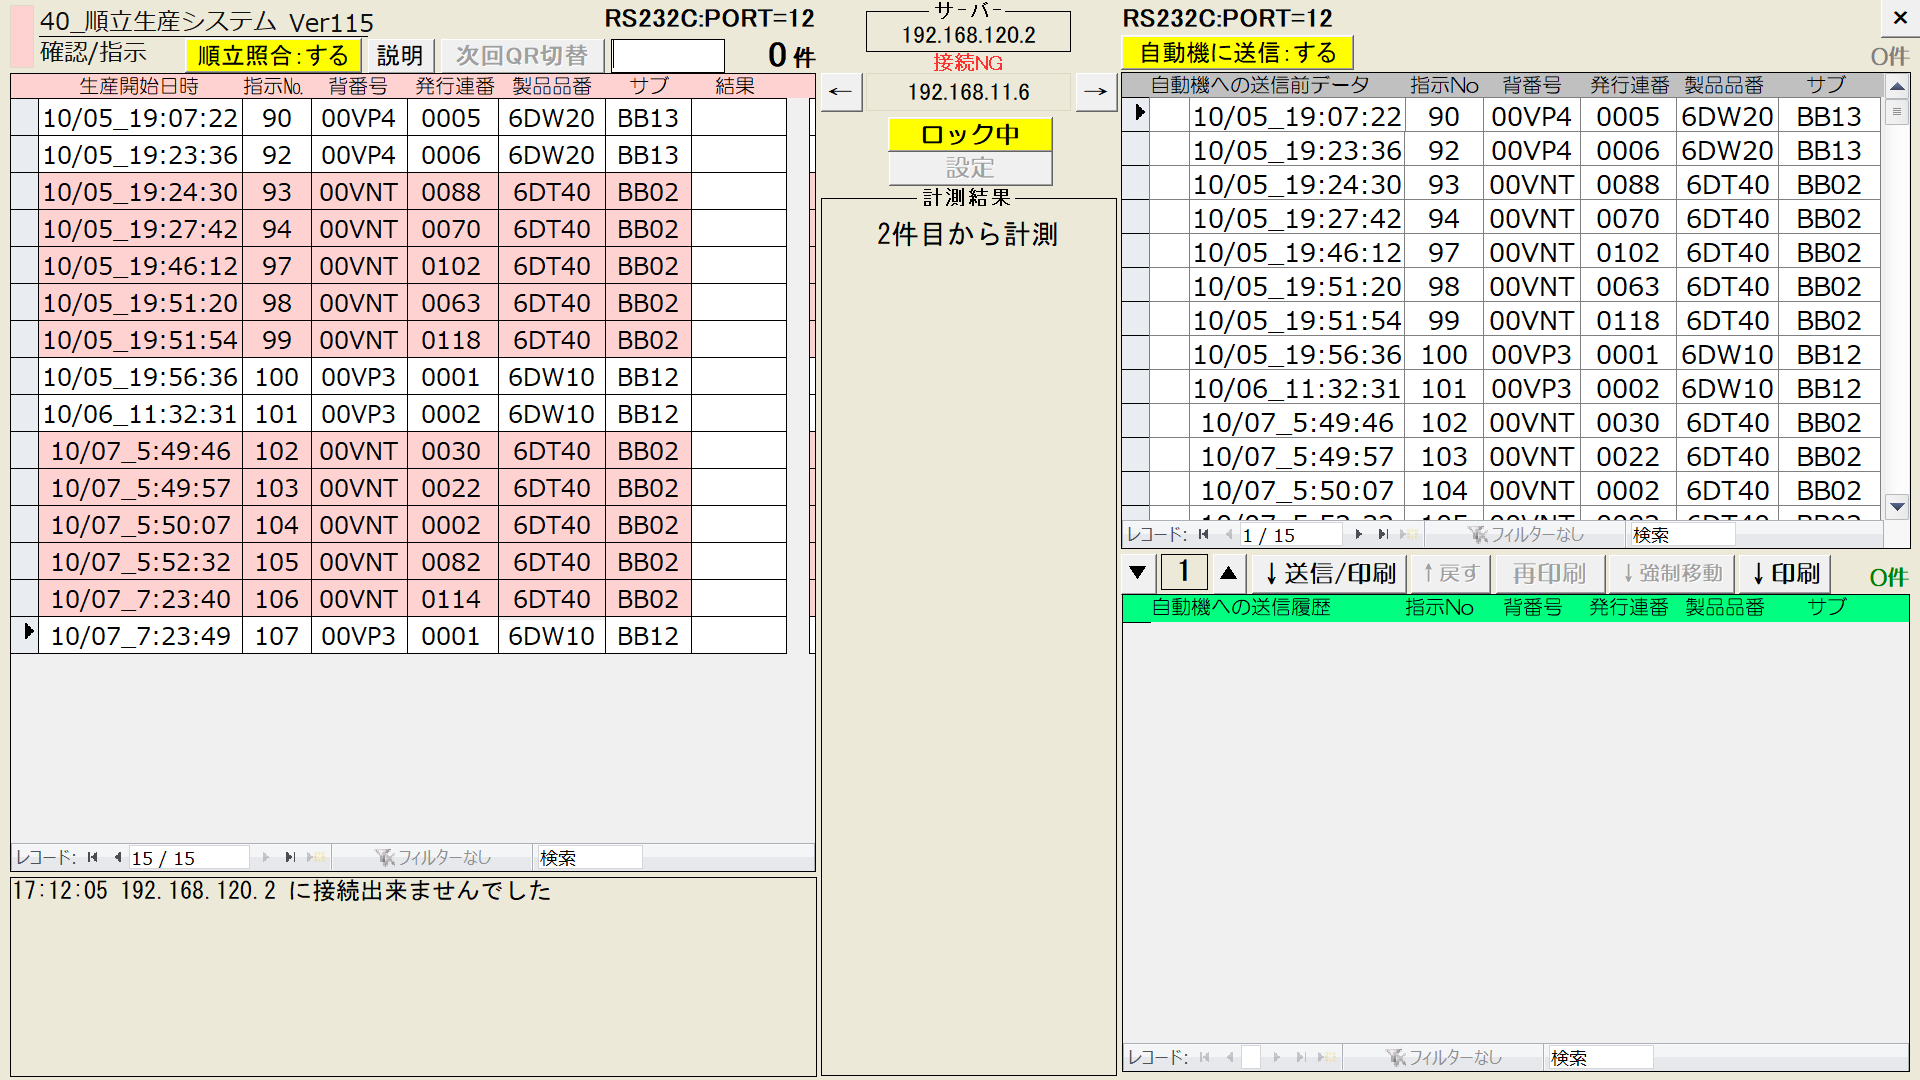 40_順立生産システム Ver115
確認/指示
順立照合:する
説明
次回QR切替
RS232C:PORT=12
0 件
生産開始日時 指示No. 背番号 発行連番 製品品番 サブ 結果
10/05_19:07:22 90 00VP4 0005 6DW20 BB13
10/05_19:23:36 92 00VP4 0006 6DW20 BB13
10/05_19:24:30 93 00VNT 0088 6DT40 BB02
10/05_19:27:42 94 00VNT 0070 6DT40 BB02
10/05_19:46:12 97 00VNT 0102 6DT40 BB02
10/05_19:51:20 98 00VNT 0063 6DT40 BB02
10/05_19:51:54 99 00VNT 0118 6DT40 BB02
10/05_19:56:36 100 00VP3 0001 6DW10 BB12
10/06_11:32:31 101 00VP3 0002 6DW10 BB12
10/07_5:49:46 102 00VNT 0030 6DT40 BB02
10/07_5:49:57 103 00VNT 0022 6DT40 BB02
10/07_5:50:07 104 00VNT 0002 6DT40 BB02
10/07_5:52:32 105 00VNT 0082 6DT40 BB02
10/07_7:23:40 106 00VNT 0114 6DT40 BB02
10/07_7:23:49 107 00VP3 0001 6DW10 BB12
レコード: 15 / 15 フィルターなし 検索
17:12:05 192.168.120.2 に接続出来ませんでした
サーバー
192.168.120.2
接続NG
← 192.168.11.6 →
ロック中
設定
計測結果
2件目から計測
RS232C:PORT=12
×
自動機に送信:する
0件
自動機への送信前データ 指示No 背番号 発行連番 製品品番 サブ
10/05_19:07:22 90 00VP4 0005 6DW20 BB13
10/05_19:23:36 92 00VP4 0006 6DW20 BB13
10/05_19:24:30 93 00VNT 0088 6DT40 BB02
10/05_19:27:42 94 00VNT 0070 6DT40 BB02
10/05_19:46:12 97 00VNT 0102 6DT40 BB02
10/05_19:51:20 98 00VNT 0063 6DT40 BB02
10/05_19:51:54 99 00VNT 0118 6DT40 BB02
10/05_19:56:36 100 00VP3 0001 6DW10 BB12
10/06_11:32:31 101 00VP3 0002 6DW10 BB12
10/07_5:49:46 102 00VNT 0030 6DT40 BB02
10/07_5:49:57 103 00VNT 0022 6DT40 BB02
10/07_5:50:07 104 00VNT 0002 6DT40 BB02
レコード: 1 / 15 フィルターなし 検索
▼ 1 ▲ ↓送信/印刷 ↑戻す 再印刷 ↓強制移動 ↓印刷 0件
自動機への送信履歴 指示No 背番号 発行連番 製品品番 サブ
レコード: フィルターなし 検索